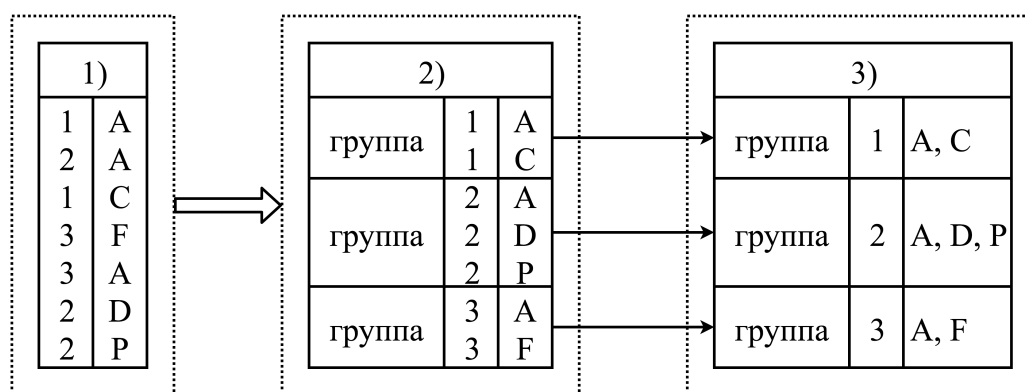 1)
1 A
2 A
1 C
3 F
3 A
2 D
2 P
2)
группа
1 A
1 C
группа
2 A
2 D
2 P
группа
3 A
3 F
3)
группа 1 A, C
группа 2 A, D, P
группа 3 A, F